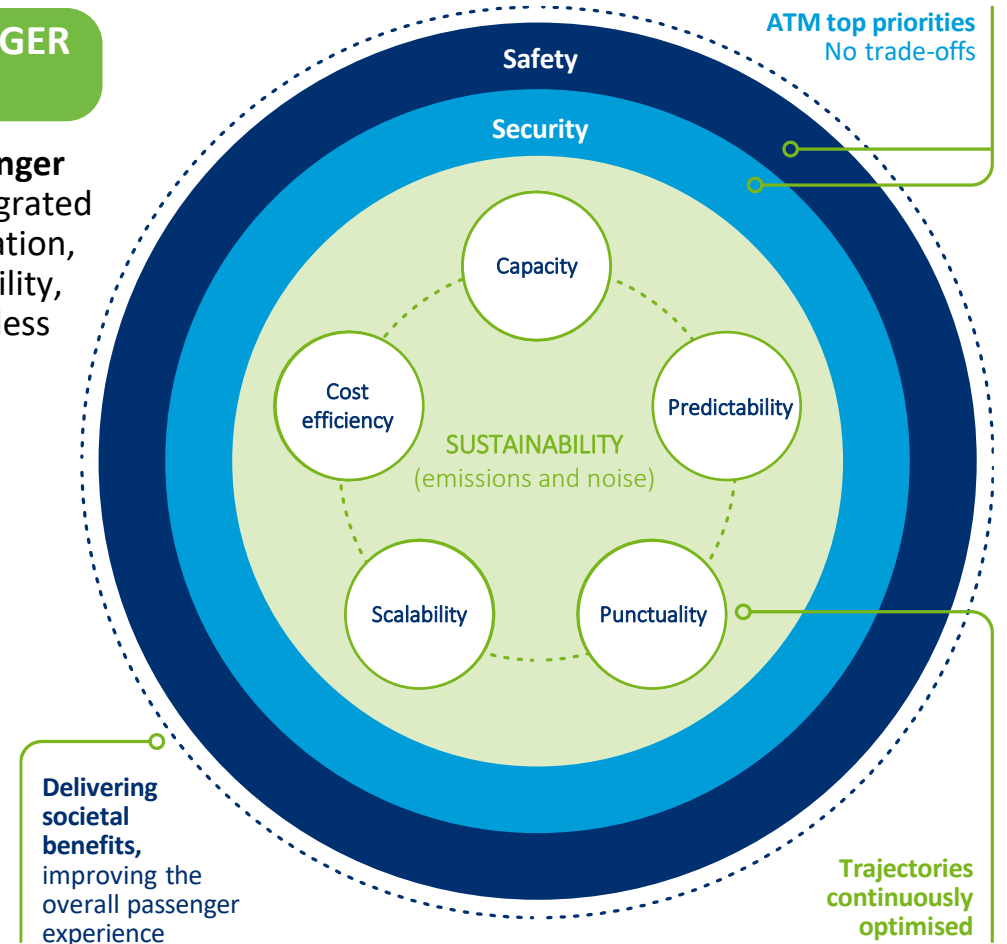 GER
nger
grated
ation,
ility,
less
ATM top priorities
No trade-offs
Safety
Security
Capacity
Cost
efficiency
Predictability
SUSTAINABILITY
(emissions and noise)
Scalability
Punctuality
Delivering
societal
benefits,
improving the
overall passenger
experience
Trajectories
continuously
optimised